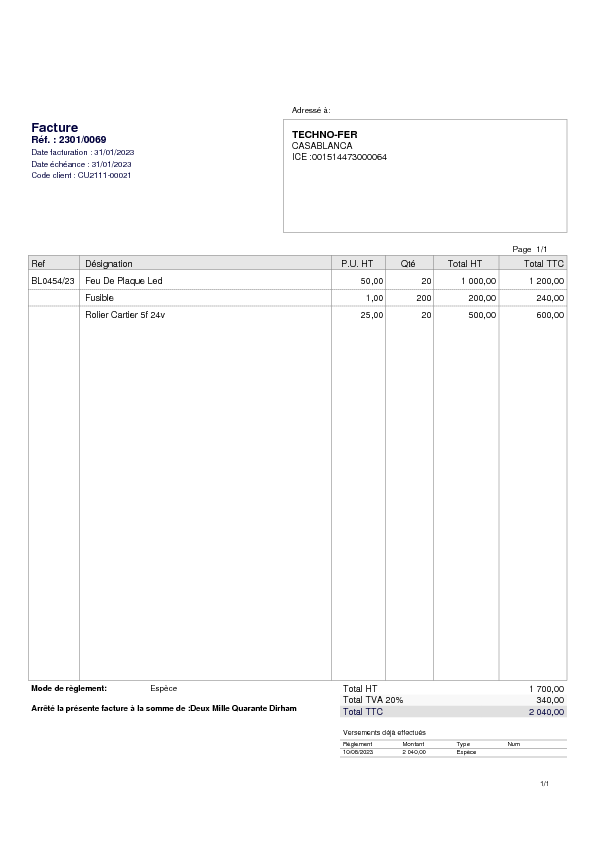 Adressé à:
Facture
Réf. : 2301/0069
Date facturation : 31/01/2023
Date échéance : 31/01/2023
Code client : CU2111-00021
TECHNO-FER
CASABLANCA
ICE :001514473000064
Page 1/1
Ref Désignation P.U. HT Qté Total HT Total TTC
BL0454/23 Feu De Plaque Led 50,00 20 1 000,00 1 200,00
Fusible 1,00 200 200,00 240,00
Roller Cartier 5f 24v 25,00 20 500,00 600,00
Mode de règlement: Espèce
Arrêté la présente facture à la somme de :Deux Mille Quarante Dirham
Total HT 1 700,00
Total TVA 20% 340,00
Total TTC 2 040,00
Versements déjà effectués
Règlement Montant Type Num
10/08/2023 2 040,00 Espèce
1/1